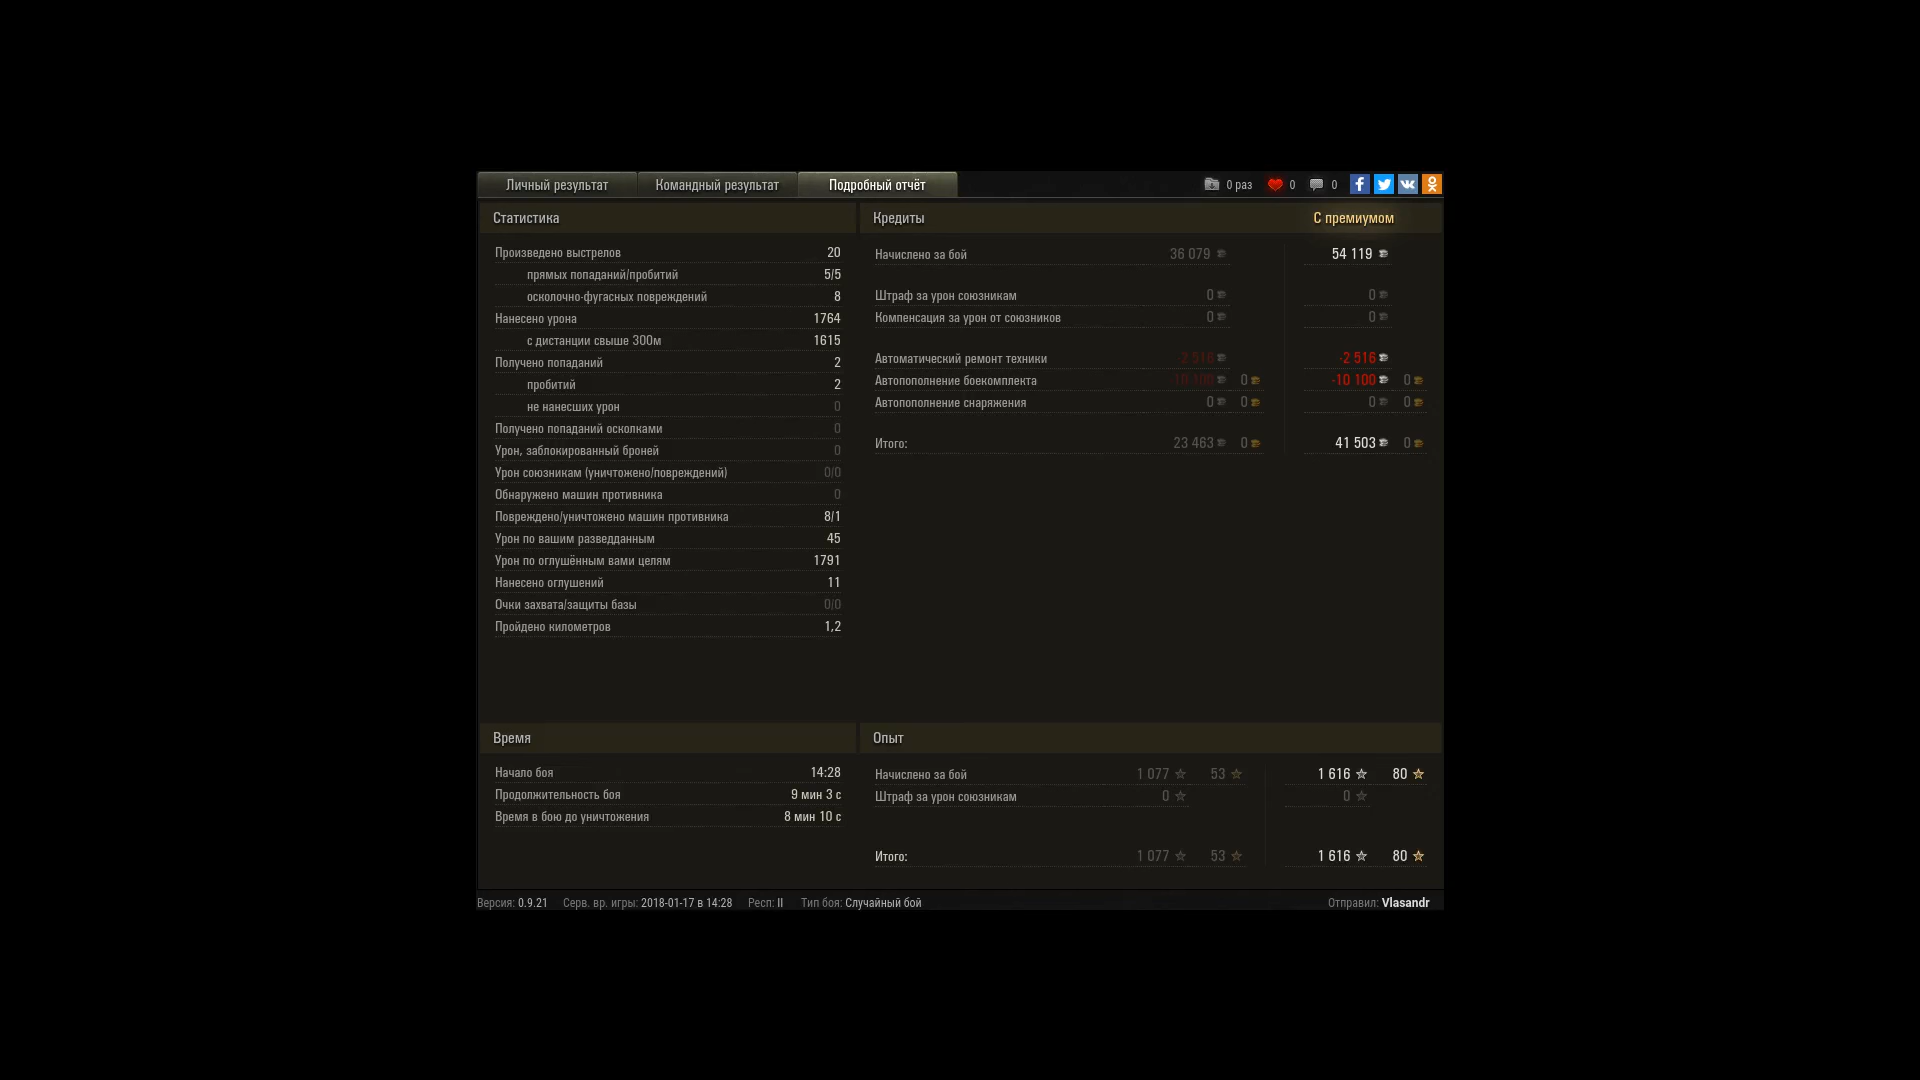 Личный результат Командный результат Подробный отчёт 0 раз 0 0
Статистика
Произведено выстрелов 20
прямых попаданий/пробитий 5/5
осколочно-фугасных повреждений 8
Нанесено урона 1764
с дистанции свыше 300м 1615
Получено попаданий 2
пробитий 2
не нанесших урон 0
Получено попаданий осколками 0
Урон, заблокированный броней 0
Урон союзникам (уничтожено/повреждений) 0/0
Обнаружено машин противника 0
Повреждено/уничтожено машин противника 8/1
Урон по вашим разведданным 45
Урон по оглушённым вами целям 1791
Нанесено оглушений 11
Очки захвата/защиты базы 0/0
Пройдено километров 1,2
Кредиты С премиумом
Начислено за бой 36 079 54 119
Штраф за урон союзникам 0 0
Компенсация за урон от союзников 0 0
Автоматический ремонт техники -2 516 -2 516
Автопополнение боекомплекта -10 100 0 -10 100 0
Автопополнение снаряжения 0 0 0 0
Итого: 23 463 0 41 503 0
Время
Начало боя 14:28
Продолжительность боя 9 мин 3 с
Время в бою до уничтожения 8 мин 10 с
Опыт
Начислено за бой 1 077 53 1 616 80
Штраф за урон союзникам 0 0
Итого: 1 077 53 1 616 80
Версия: 0.9.21 Серв. вр. игры: 2018-01-17 в 14:28 Респ: II Тип боя: Случайный бой Отправил: Vlasandr